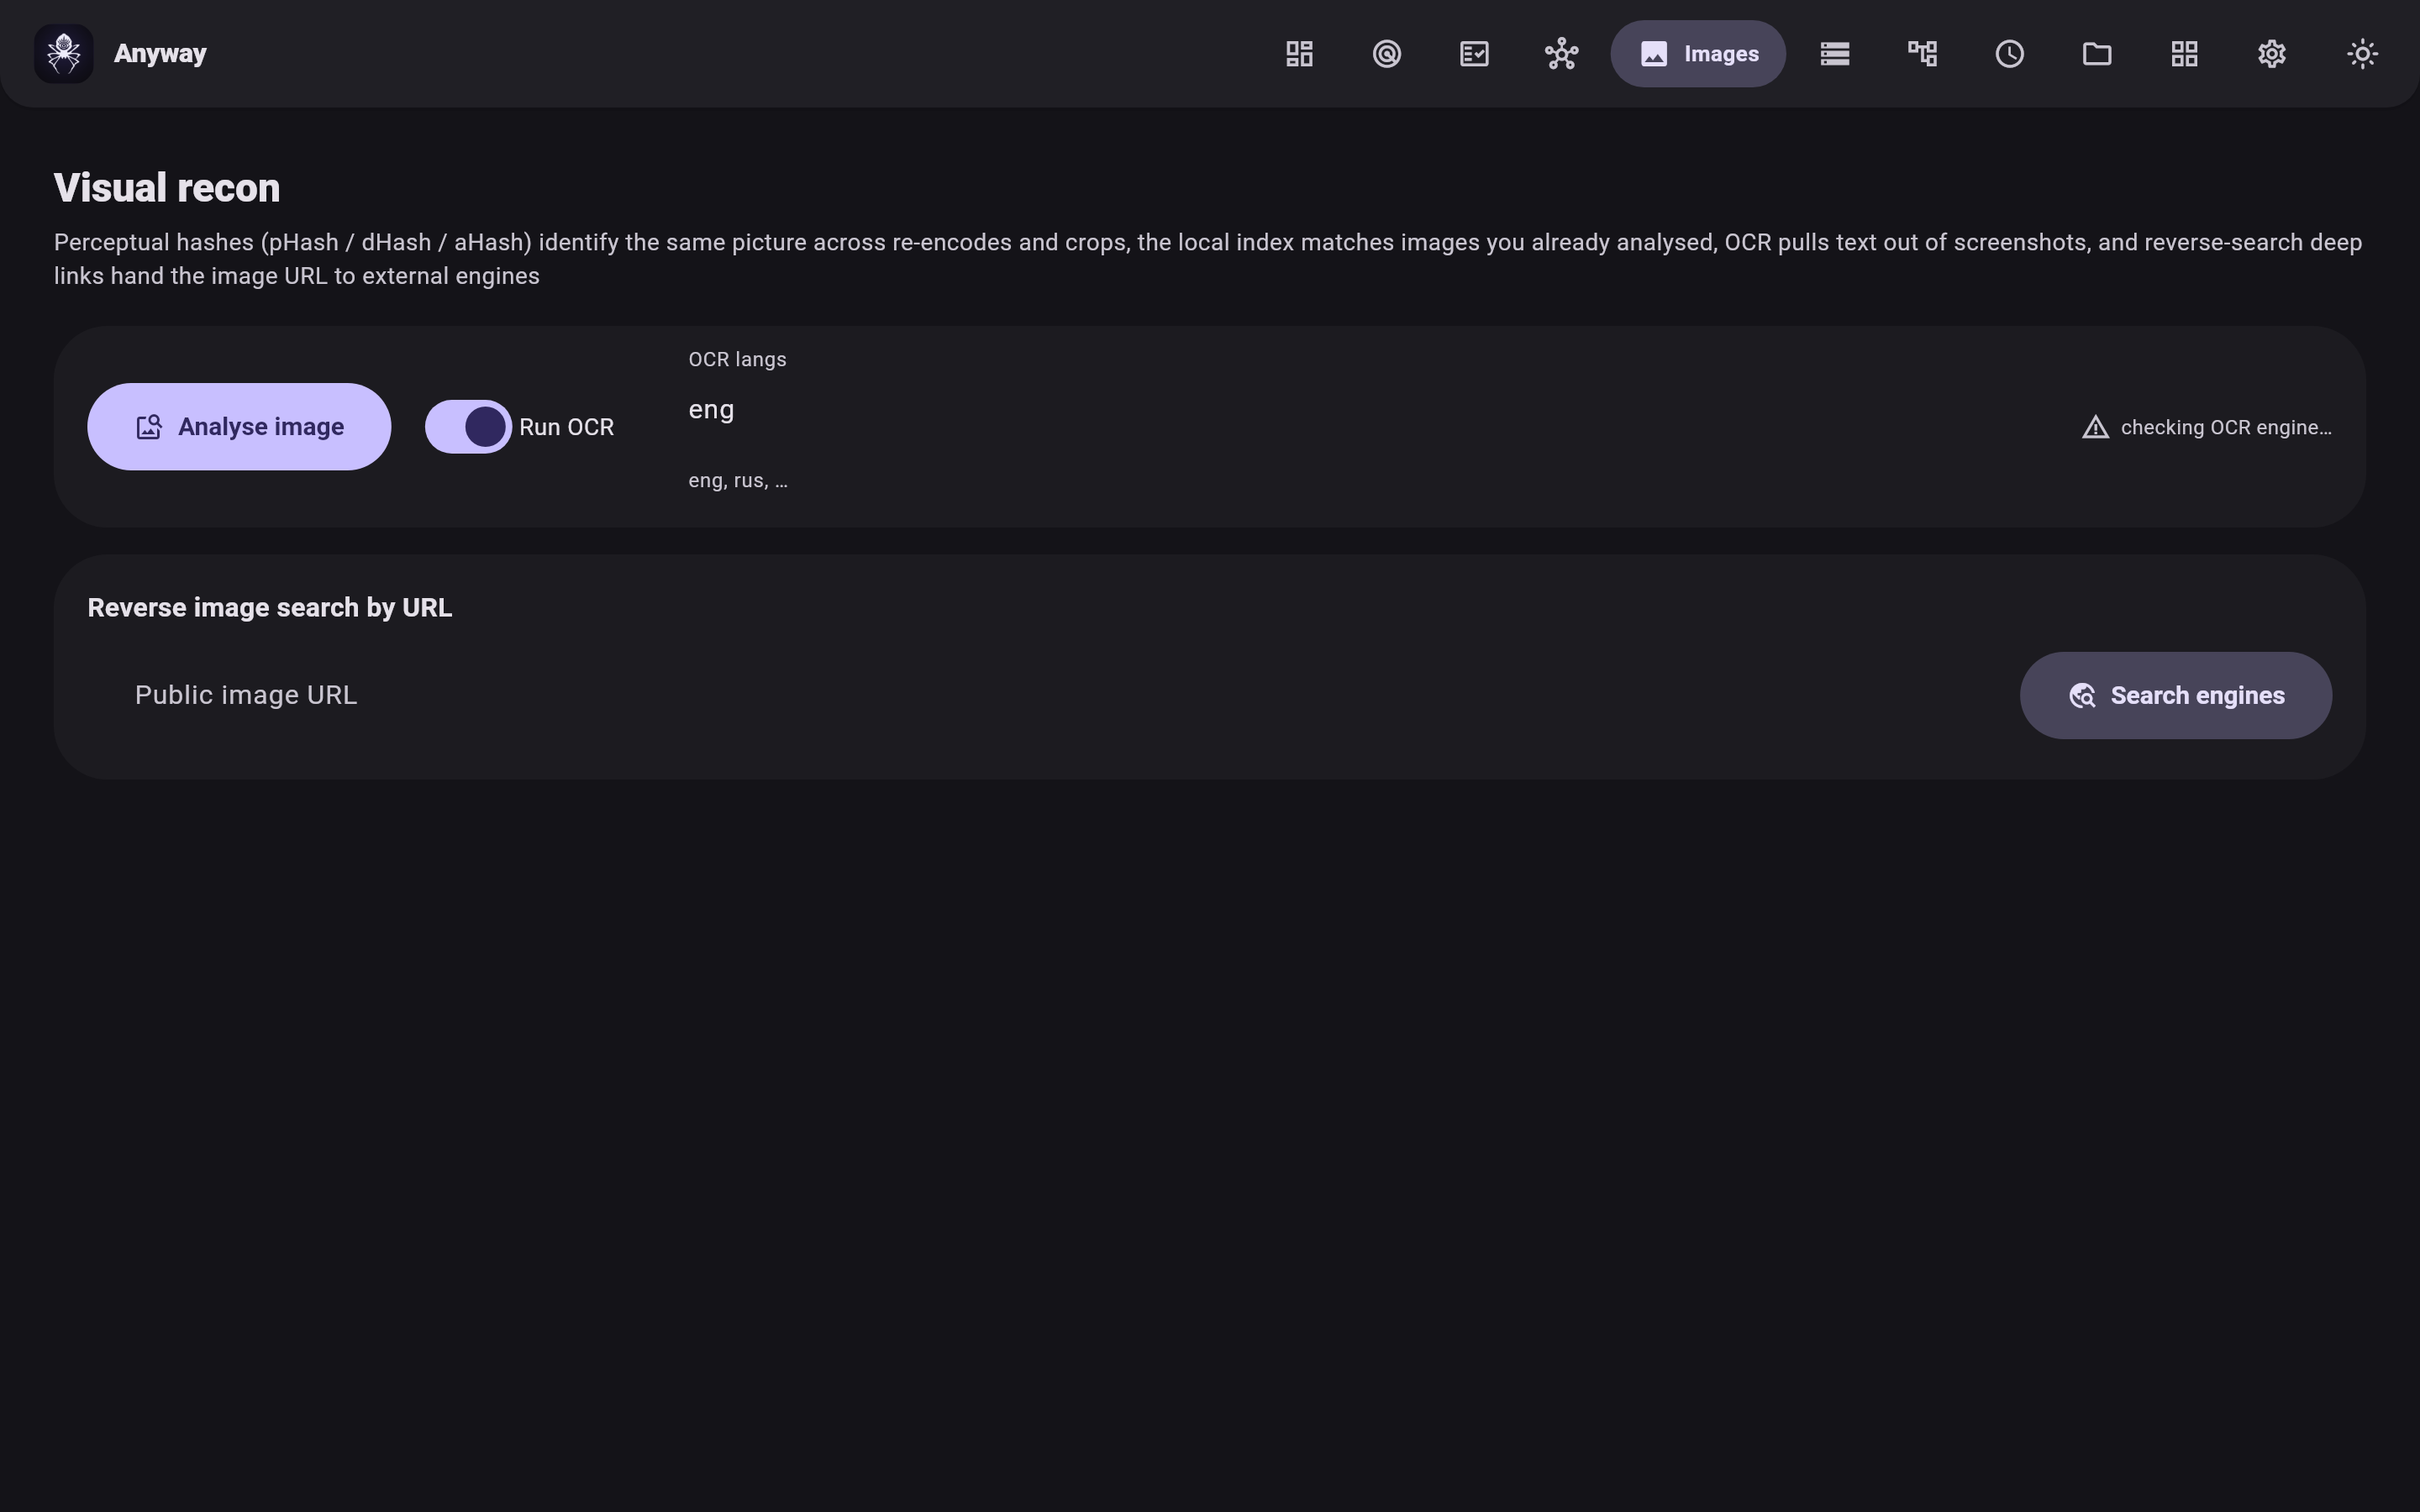 Anyway
Images
Visual recon
Perceptual hashes (pHash / dHash / aHash) identify the same picture across re-encodes and crops, the local index matches images you already analysed, OCR pulls text out of screenshots, and reverse-search deep
links hand the image URL to external engines
OCR langs
Analyse image
Run OCR
eng
checking OCR engine…
eng, rus, …
Reverse image search by URL
Public image URL
Search engines